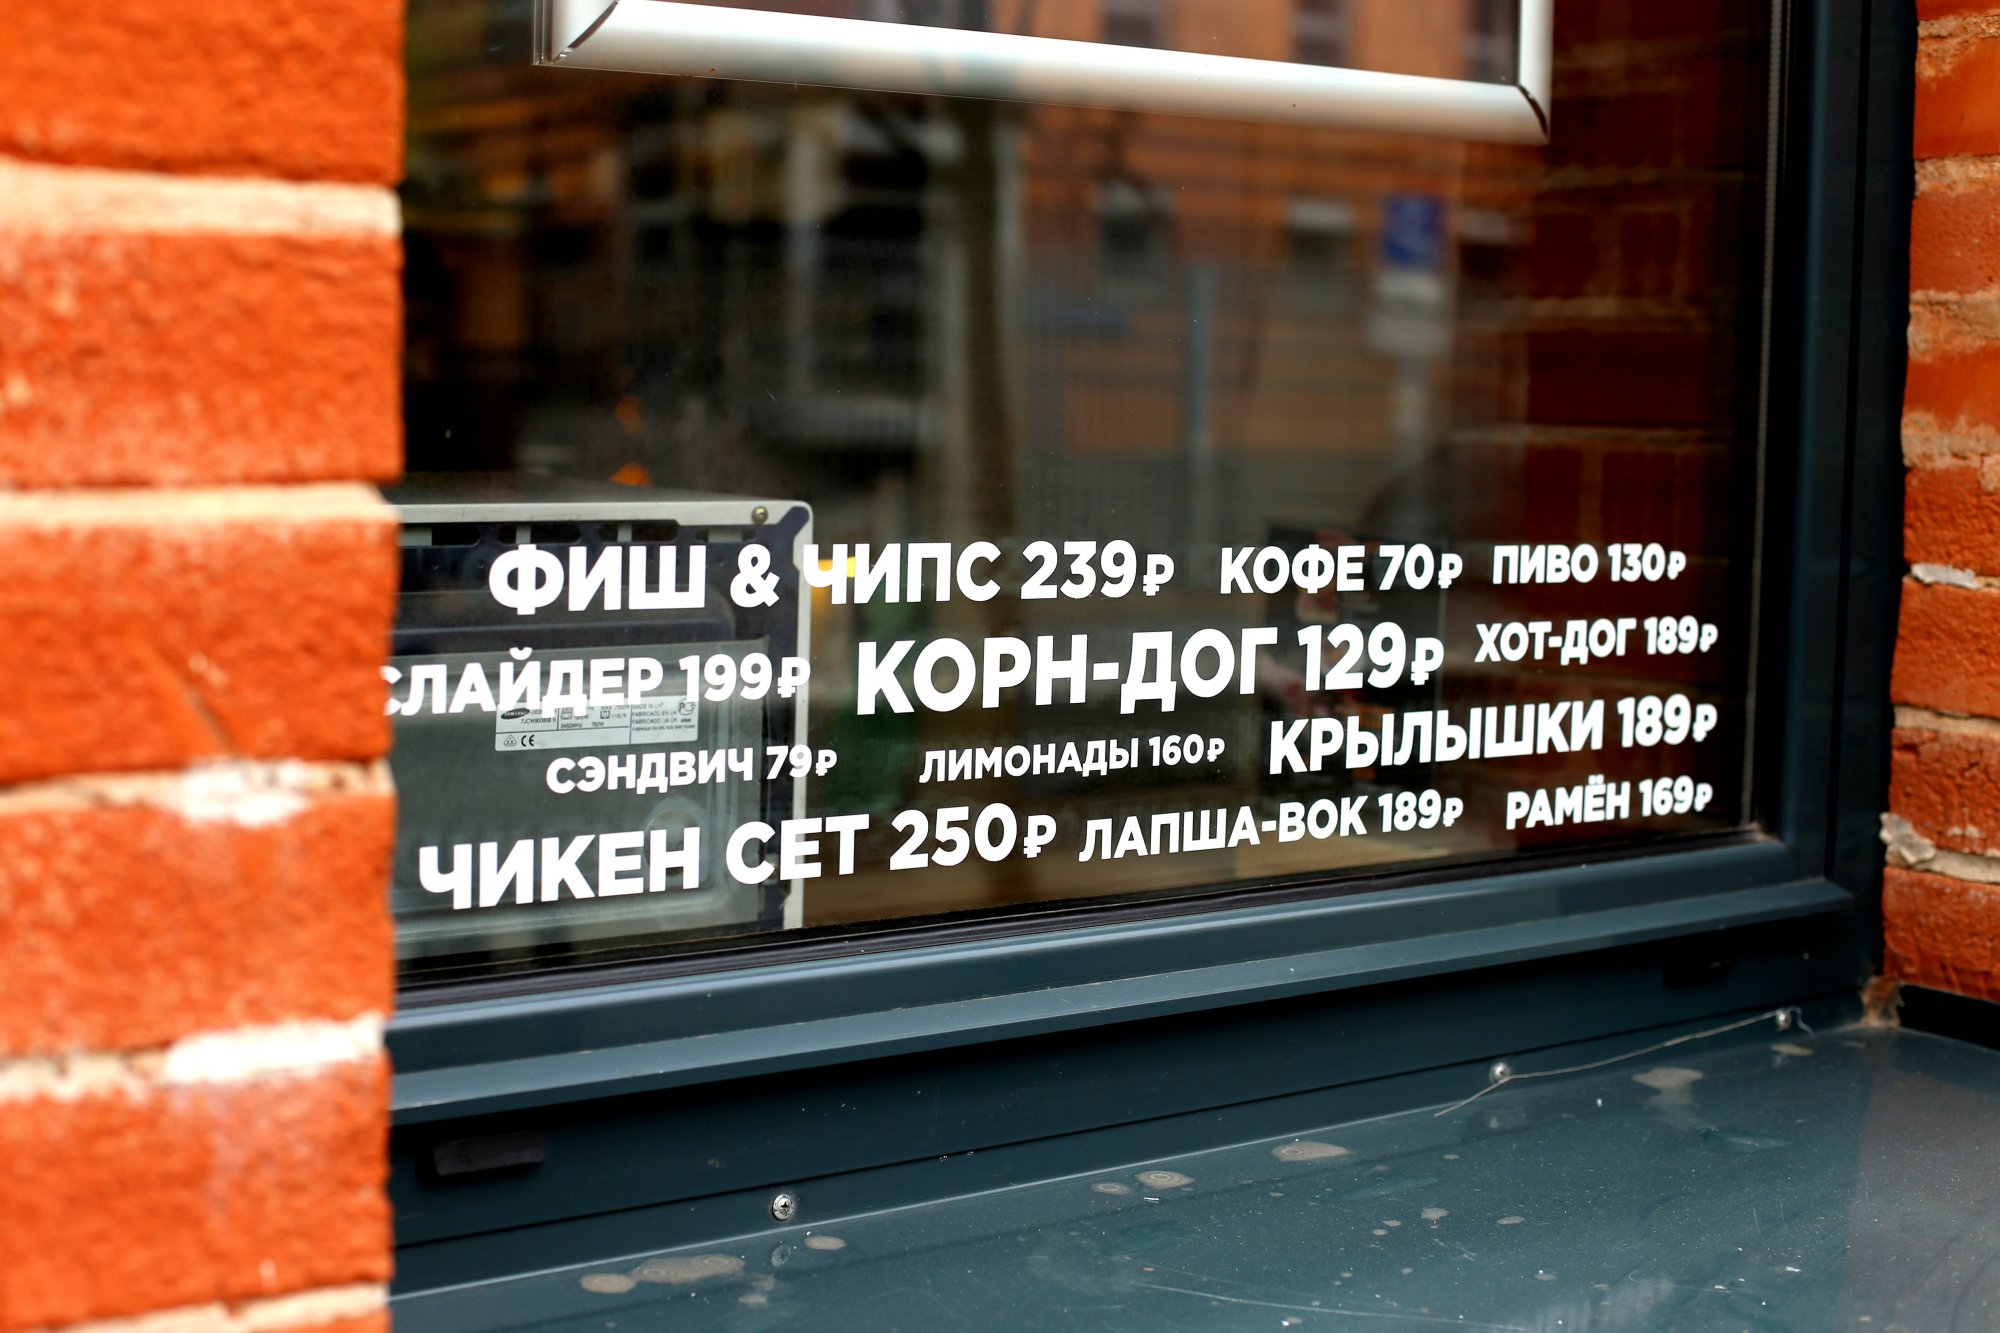 ФИШ & ЧИПС 239₽ КОФЕ 70₽ ПИВО 130₽
СЛАЙДЕР 199₽ КОРН-ДОГ 129₽ ХОТ-ДОГ 189₽
СЭНДВИЧ 79₽ ЛИМОНАДЫ 160₽ КРЫЛЫШКИ 189₽
ЧИКЕН СЕТ 250₽ ЛАПША-ВОК 189₽ РАМЁН 169₽
SAMSUNG